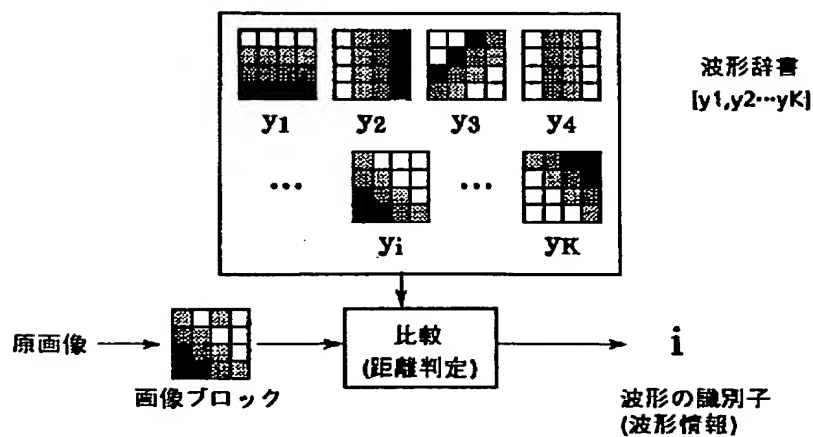 波形辞書
[y1,y2…yK]
y1 y2 y3 y4
… yi … yK
原画像
画像ブロック
比較
(距離判定)
i
波形の識別子
(波形情報)